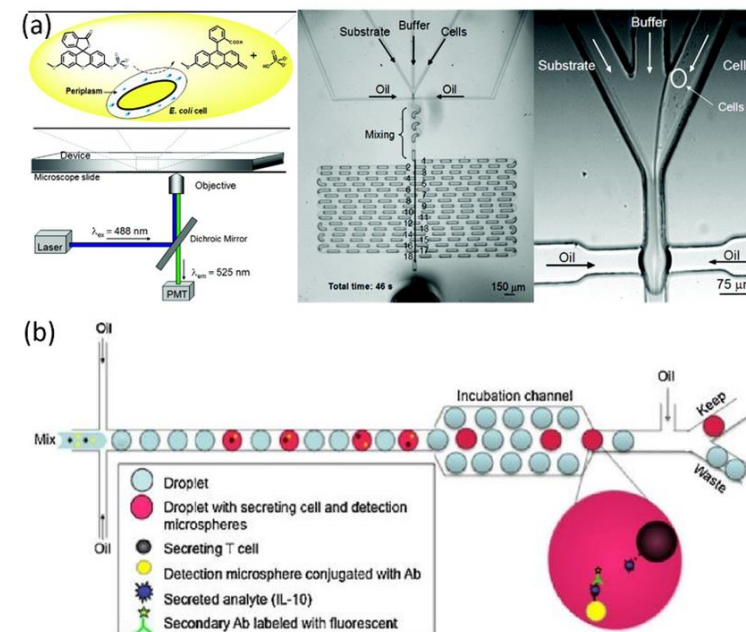 (a)
COOH
+
Periplasm
E. coli cell
Device
Microscope slide
Objective
λex = 488 nm
Laser
Dichroic Mirror
λem = 525 nm
PMT
Substrate
Buffer
Cells
Oil
Oil
Mixing
1
2
3
4
5
6
7
8
9
10
11
12
13
14
15
16
17
18
Total time: 46 s
150 μm
Buffer
Substrate
Cell
Cells
Oil
Oil
75 μm
(b)
Oil
Mix
Oil
Incubation channel
Oil
Keep
Waste
Droplet
Droplet with secreting cell and detection
microspheres
Secreting T cell
Detection microsphere conjugated with Ab
Secreted analyte (IL-10)
Secondary Ab labeled with fluorescent